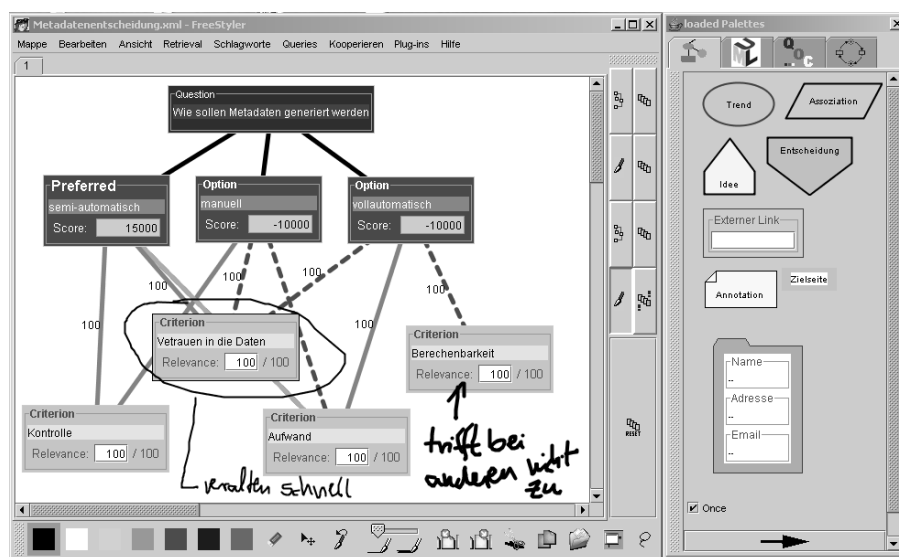 Metadatenentscheidung.xml - FreeStyler
Mappe Bearbeiten Ansicht Retrieval Schlagworte Queries Kooperieren Plug-ins Hilfe
1
Question
Wie sollen Metadaten generiert werden
Preferred
semi-automatisch
Score: 15000
Option
manuell
Score: -10000
Option
vollautomatisch
Score: -10000
100
100
100
100
100
100
Criterion
Vetrauen in die Daten
Relevance: 100 / 100
Criterion
Berechenbarkeit
Relevance: 100 / 100
Criterion
Kontrolle
Relevance: 100 / 100
Criterion
Aufwand
Relevance: 100 / 100
veralten schnell
trifft bei
anderen nicht
zu
RESET
loaded Palettes
UML
QOC
Trend
Assoziation
Idee
Entscheidung
Externer Link
Annotation
Zielseite
Name
--
Adresse
--
Email
--
Once